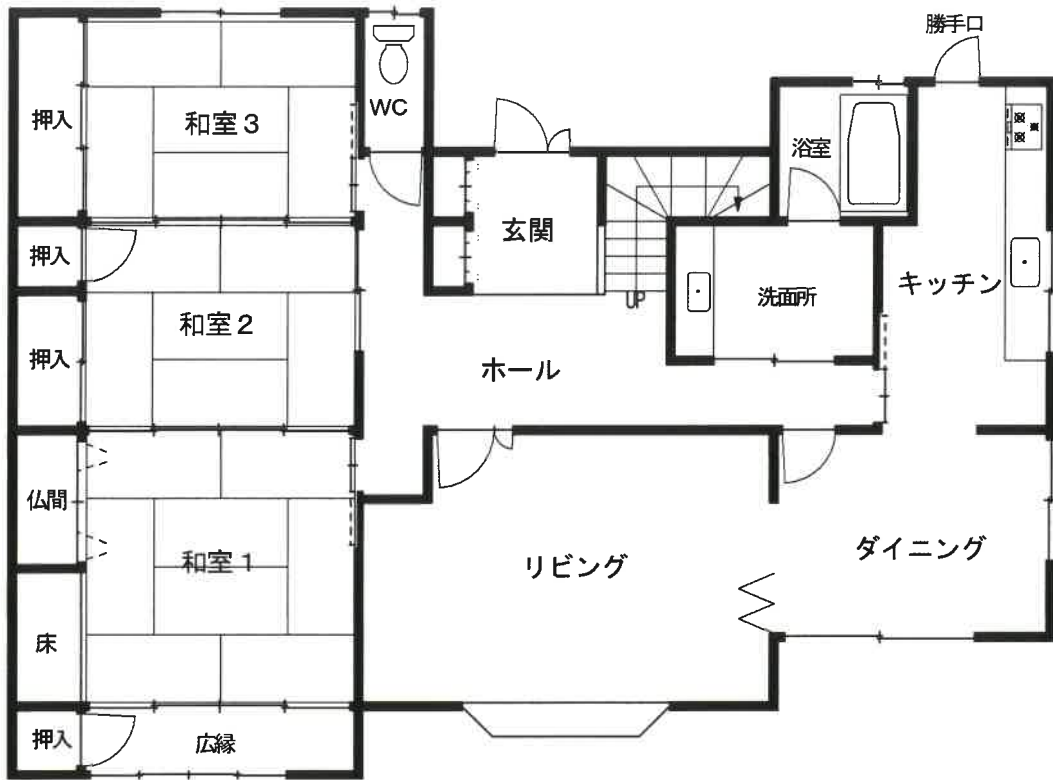 勝手口
WC
押入
和室3
浴室
玄関
押入
キッチン
洗面所
UP
和室2
押入
ホール
仏間
和室1
リビング
ダイニング
床
押入
広縁